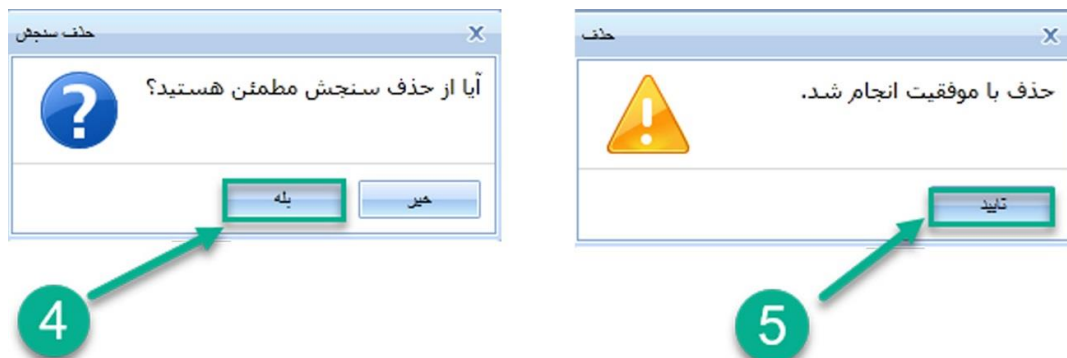 حذف سنجش
X
آیا از حذف سنجش مطمئن هستید؟
?
بله
خیر
4
حذف
X
حذف با موفقیت انجام شد.
!
تایید
5